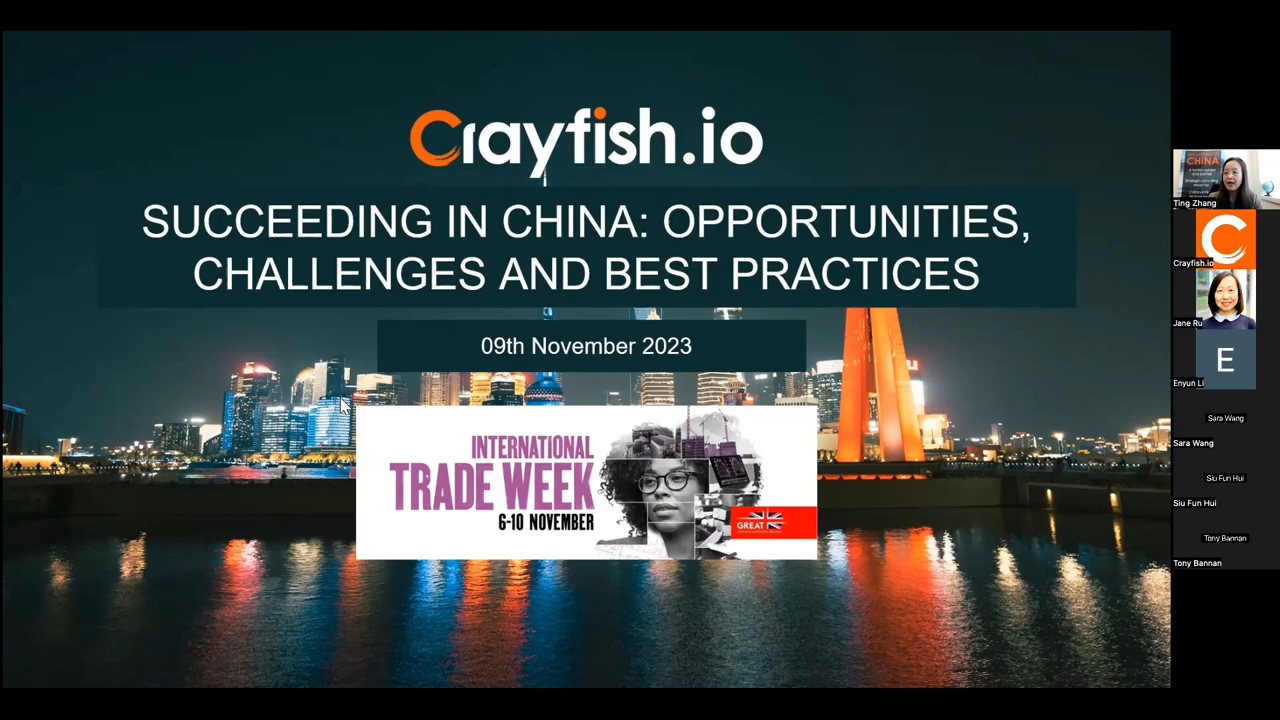 Crayfish.io
SUCCEEDING IN CHINA: OPPORTUNITIES,
CHALLENGES AND BEST PRACTICES
09th November 2023
INTERNATIONAL
TRADE WEEK
6-10 NOVEMBER
GREAT
CHINA
Ting Zhang
Crayfish.io
Jane Ru
E
Enyun Li
Sara Wang
Sara Wang
Siu Fun Hui
Siu Fun Hui
Tony Bannan
Tony Bannan